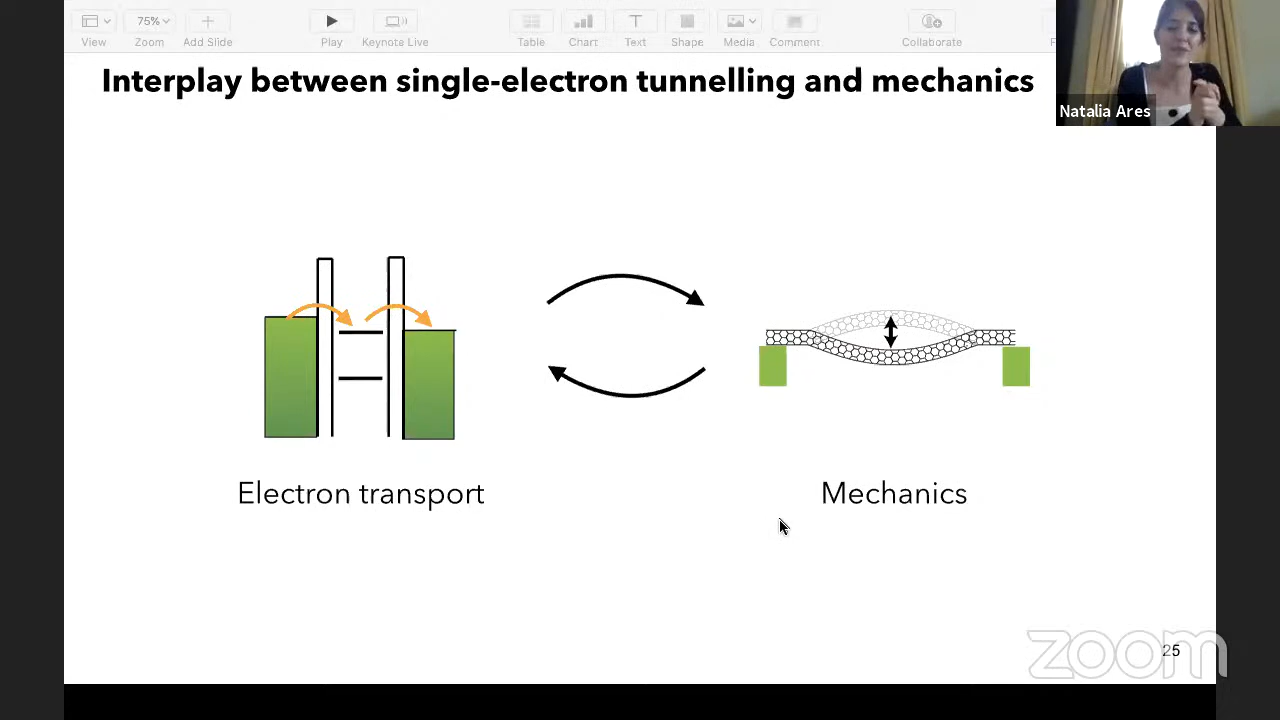 75%
View
Zoom
Add Slide
Play
Keynote Live
Table
Chart
Text
Shape
Media
Comment
Collaborate
Interplay between single-electron tunnelling and mechanics
Natalia Ares
Electron transport
Mechanics
zoom
25